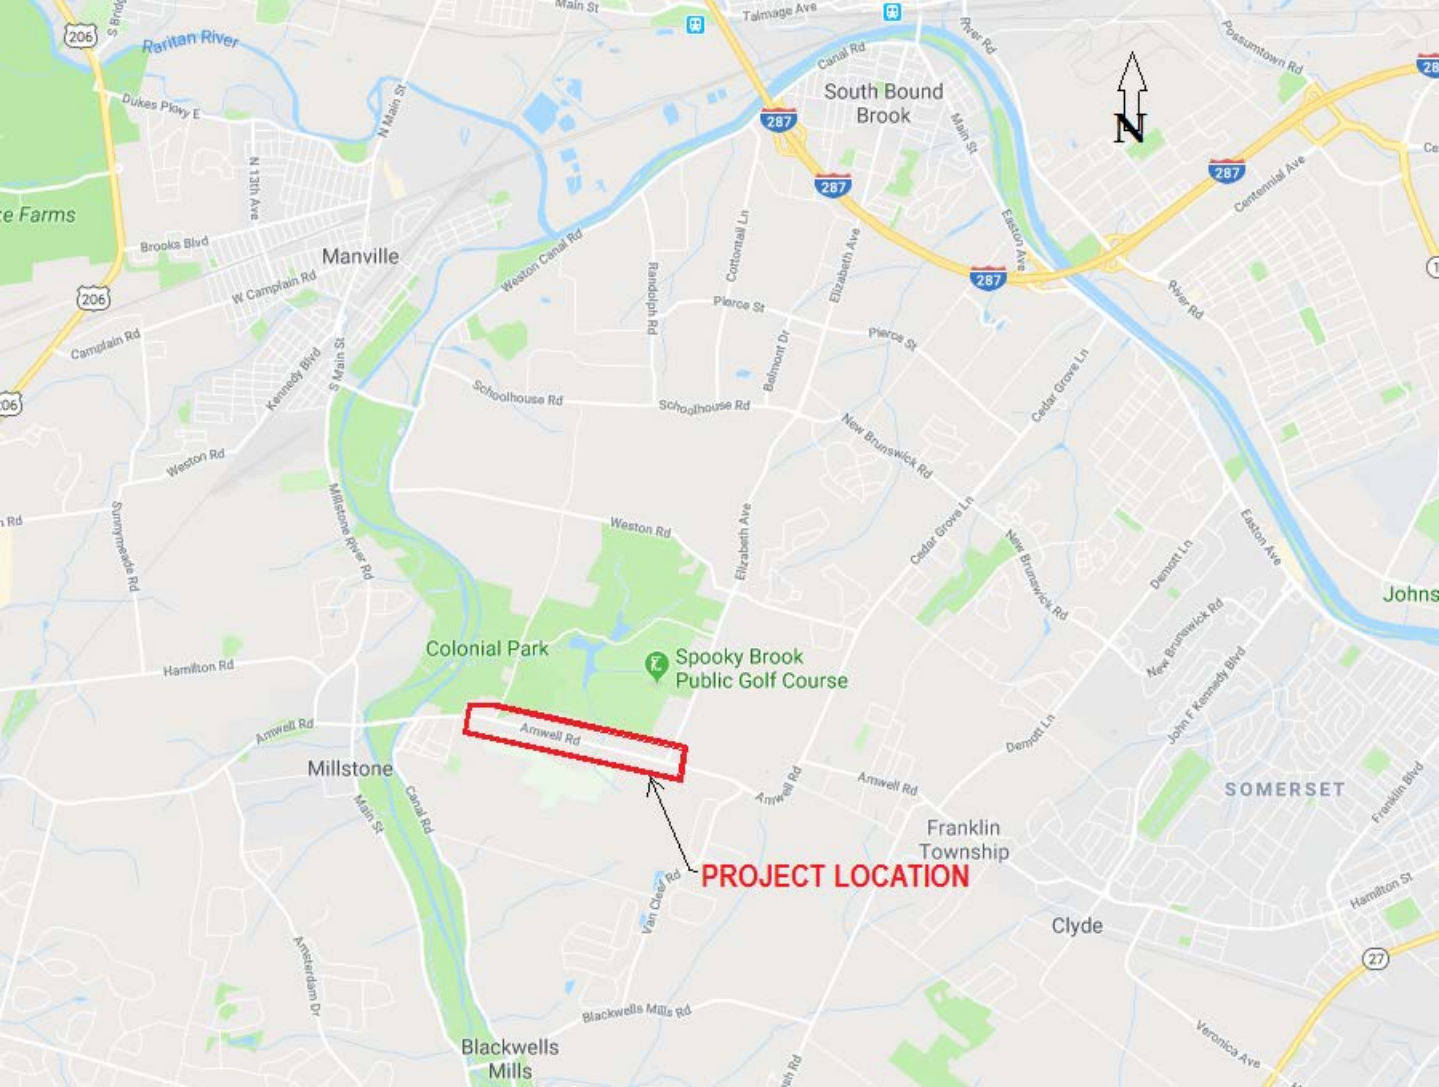 Main St
Talmage Ave
206
S Bridg
Raritan River
River Rd
Possumtown Rd
28
Canal Rd
South Bound
Brook
N
Dukes Pkwy E
N Main St
287
Main St
Ce
287
287
Centennial Ave
N 13th Ave
ke Farms
Brooks Blvd
Manville
Weston Canal Rd
Cottontail Ln
Elizabeth Ave
Easton Ave
1
W Camplain Rd
287
206
Randolph Rd
Pierce St
River Rd
Pierce St
Camplain Rd
Kennedy Blvd
S Main St
Belmont Dr
Cedar Grove Ln
06
Schoolhouse Rd
Schoolhouse Rd
New Brunswick Rd
Weston Rd
n Rd
Sunnymeade Rd
Millstone River Rd
Weston Rd
Elizabeth Ave
Cedar Grove Ln
New Brunswick Rd
Demott Ln
Easton Ave
Johns
New Brunswick Rd
Colonial Park
Spooky Brook
Public Golf Course
Hamilton Rd
John F Kennedy Blvd
Amwell Rd
Amwell Rd
Demott Ln
Millstone
Amwell Rd
Amwell Rd
SOMERSET
Franklin Blvd
Main St
Canal Rd
Franklin
Township
PROJECT LOCATION
Van Cleef Rd
Hamilton St
Clyde
Amsterdam Dr
27
Blackwells Mills Rd
Veronica Ave
Blackwells
Mills
sh Rd